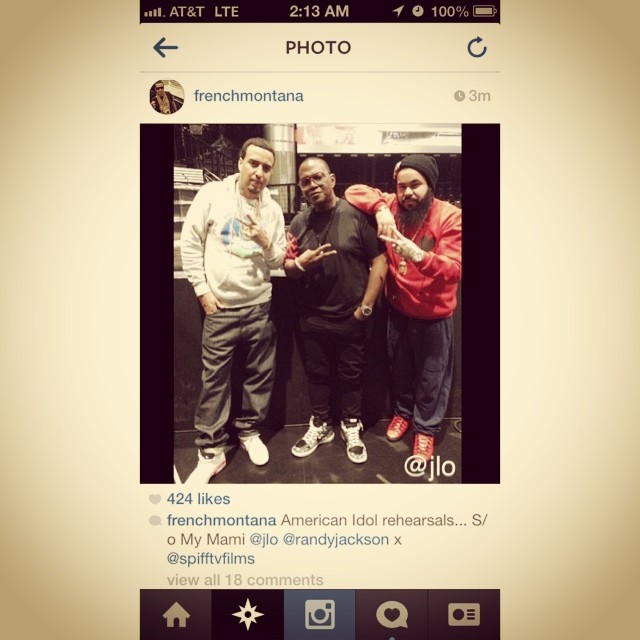 AT&T LTE 2:13 AM 100%
PHOTO
frenchmontana 3m
@jlo
424 likes
frenchmontana American Idol rehearsals... S/
o My Mami @jlo @randyjackson x
@spifftvfilms
view all 18 comments